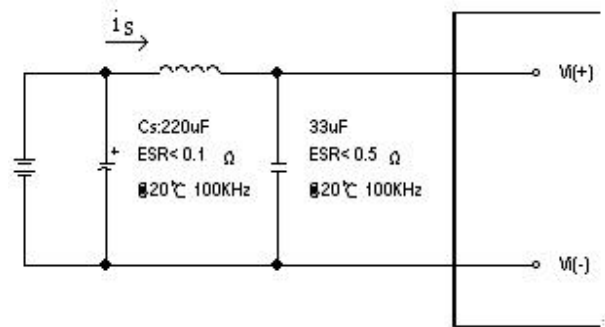 is
Vi(+)
Cs:220uF
ESR< 0.1 Ω
20℃ 100KHz
33uF
ESR< 0.5 Ω
20℃ 100KHz
+
Vi(-)